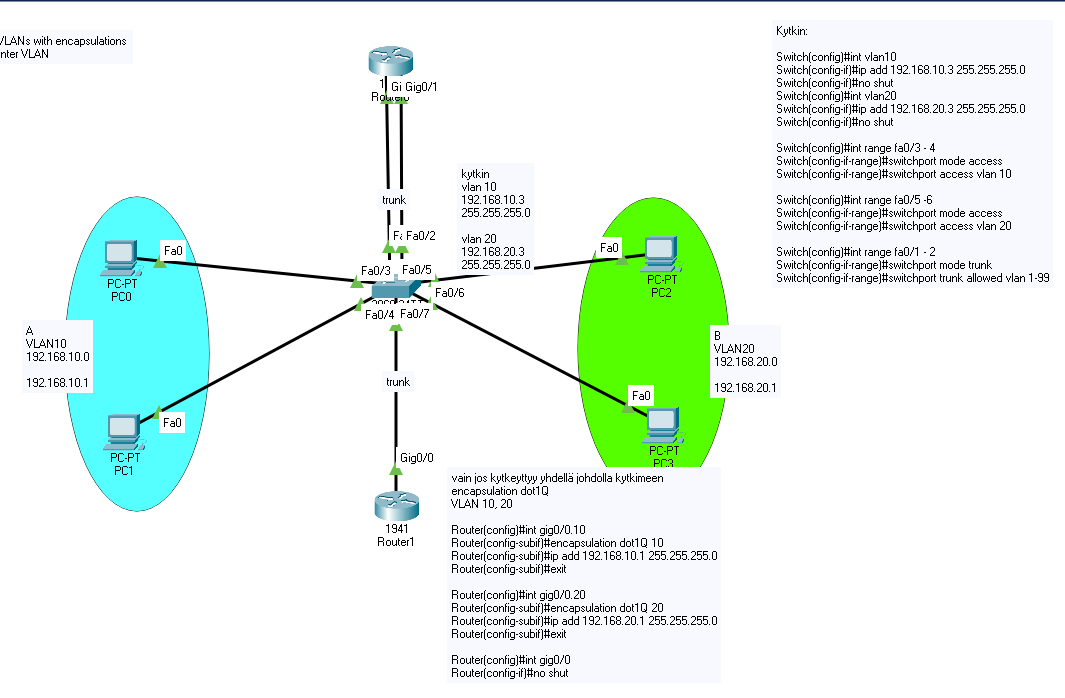 VLANs with encapsulations
nter VLAN
Gi Gig0/1
trunk
Fa0/2
kytkin
vlan 10
192.168.10.3
255.255.255.0
vlan 20
192.168.20.3
255.255.255.0
Kytkin:
Switch(config)#int vlan10
Switch(config-if)#ip add 192.168.10.3 255.255.255.0
Switch(config-if)#no shut
Switch(config)#int vlan20
Switch(config-if)#ip add 192.168.20.3 255.255.255.0
Switch(config-if)#no shut
Switch(config)#int range fa0/3 - 4
Switch(config-if-range)#switchport mode access
Switch(config-if-range)#switchport access vlan 10
Switch(config)#int range fa0/5 -6
Switch(config-if-range)#switchport mode access
Switch(config-if-range)#switchport access vlan 20
Switch(config)#int range fa0/1 - 2
Switch(config-if-range)#switchport mode trunk
Switch(config-if-range)#switchport trunk allowed vlan 1-99
Fa0
PC-PT
PC0
Fa0/3
Fa0/5
Fa0/6
Fa0/4
Fa0/7
Fa0
PC-PT
PC2
A
VLAN10
192.168.10.0
192.168.10.1
B
VLAN20
192.168.20.0
192.168.20.1
trunk
Fa0
PC-PT
PC1
Fa0
PC-PT
PC3
Gig0/0
1941
Router1
vain jos kytkeyttyy yhdellä johdolla kytkimeen
encapsulation dot1Q
VLAN 10, 20
Router(config)#int gig0/0.10
Router(config-subif)#encapsulation dot1Q 10
Router(config-subif)#ip add 192.168.10.1 255.255.255.0
Router(config-subif)#exit
Router(config)#int gig0/0.20
Router(config-subif)#encapsulation dot1Q 20
Router(config-subif)#ip add 192.168.20.1 255.255.255.0
Router(config-subif)#exit
Router(config)#int gig0/0
Router(config-if)#no shut